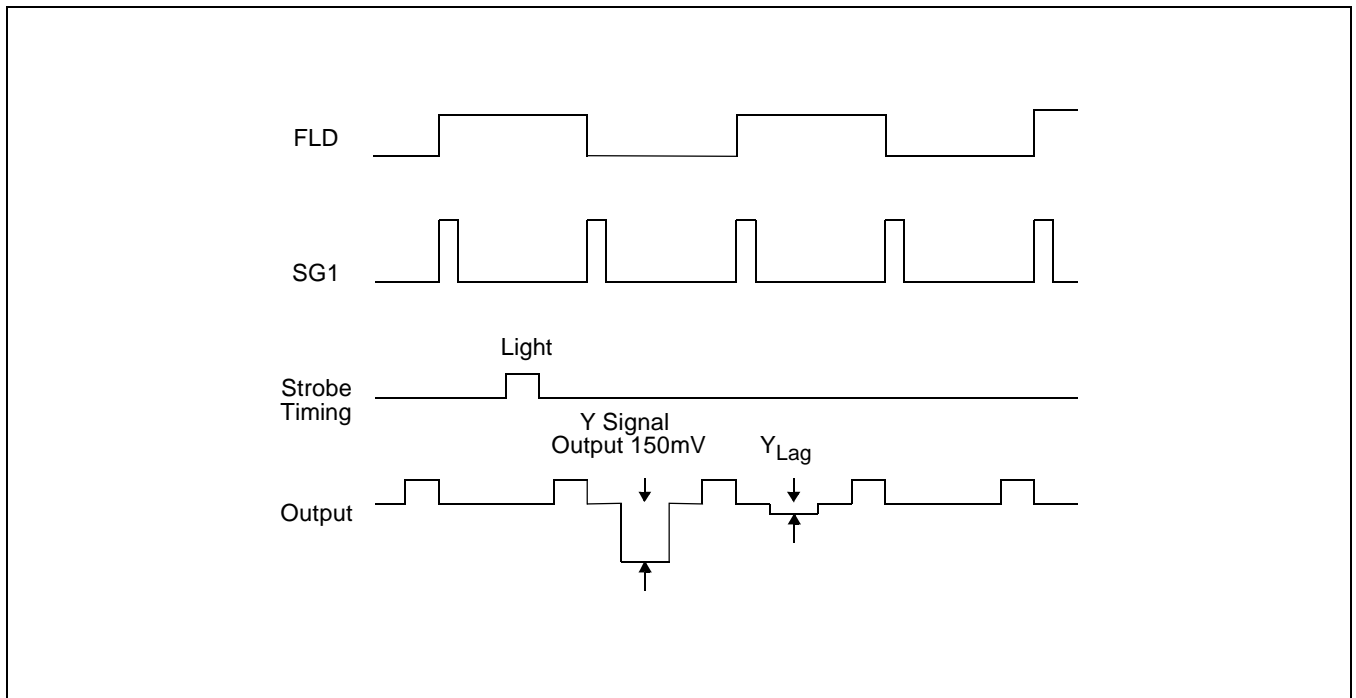 FLD
SG1
Light
Strobe
Timing
Y Signal
Output 150mV
YLag
Output